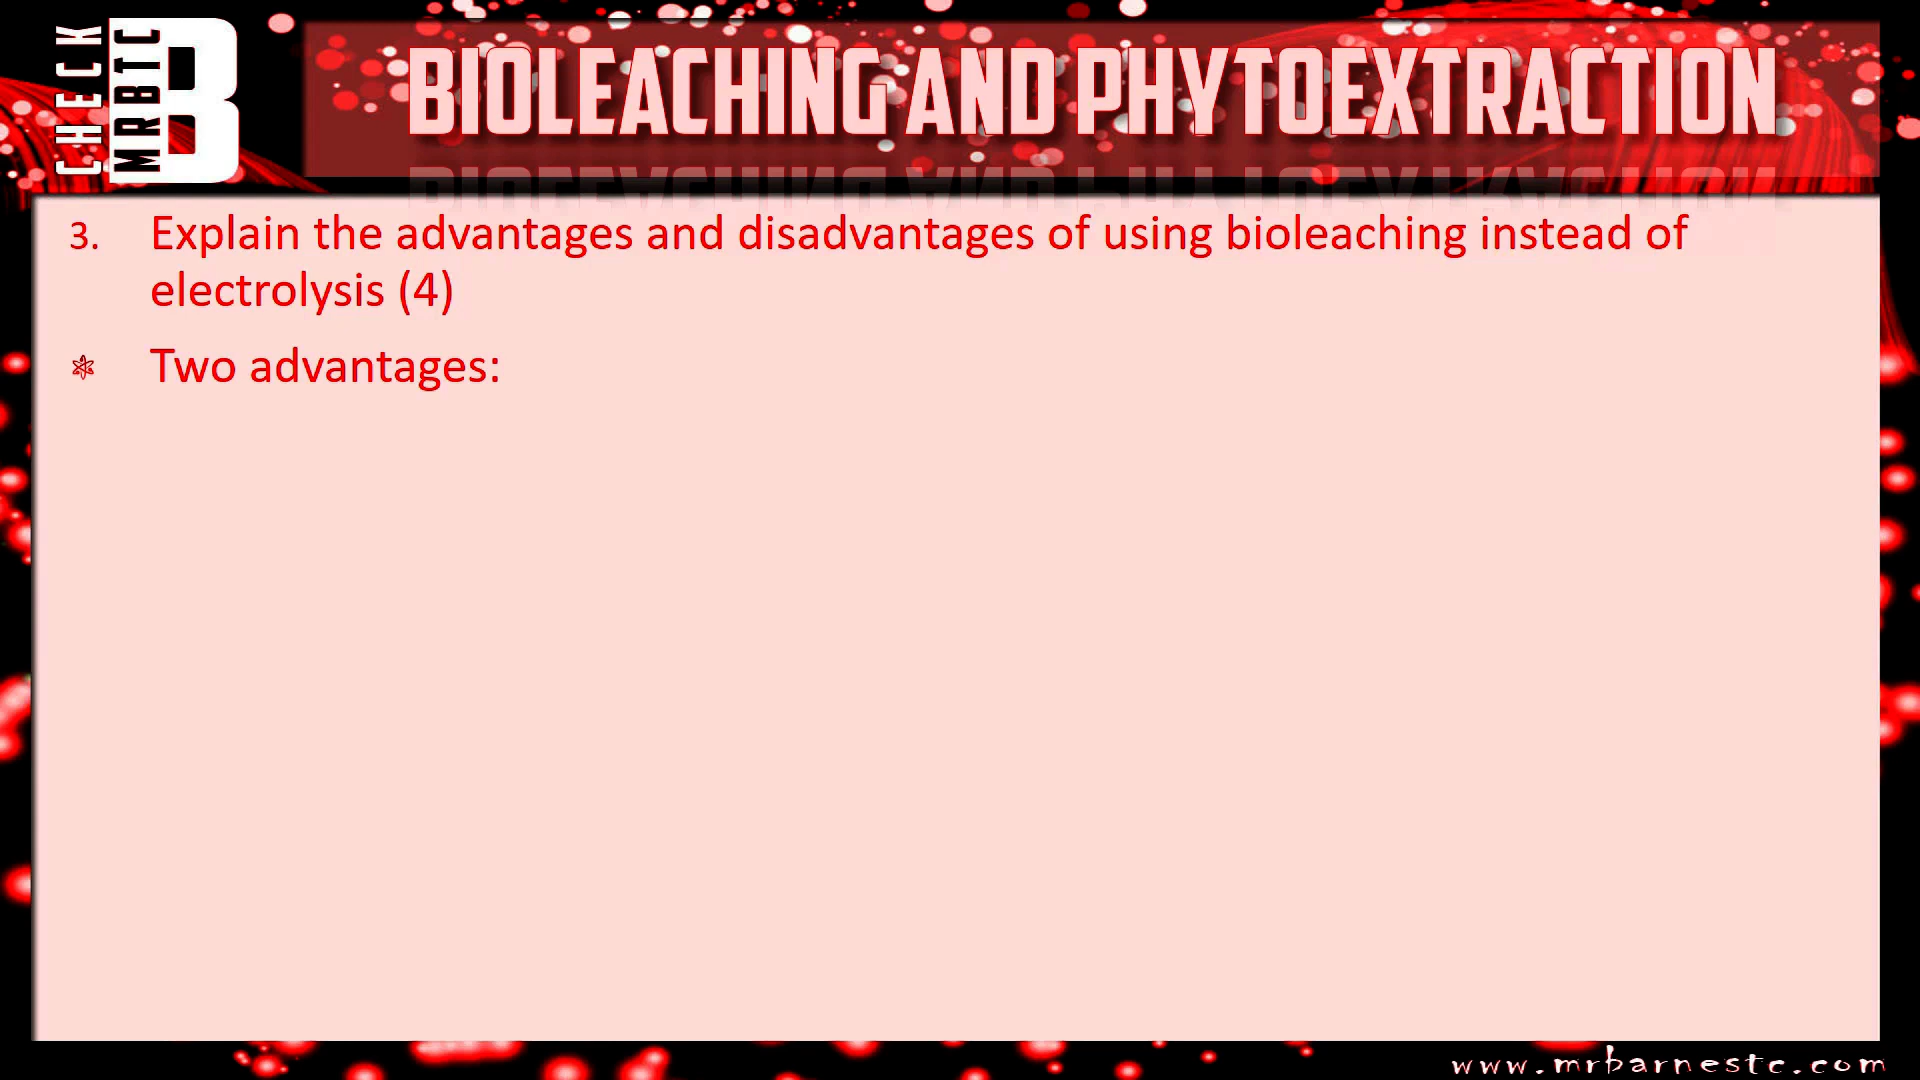 CHECK
MRBTC
B
BIOLEACHING AND PHYTOEXTRACTION
3. Explain the advantages and disadvantages of using bioleaching instead of
electrolysis (4)
Two advantages:
www.mrbarnestc.com